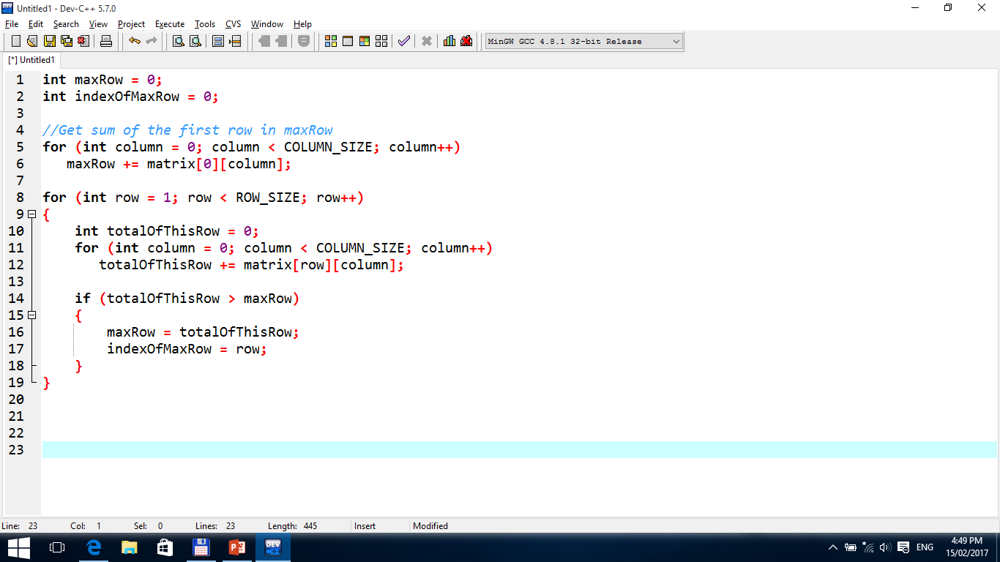 Untitled1 - Dev-C++ 5.7.0
File Edit Search View Project Execute Tools CVS Window Help
MinGW GCC 4.8.1 32-bit Release
[*] Untitled1
1 int maxRow = 0;
2 int indexOfMaxRow = 0;
3
4 //Get sum of the first row in maxRow
5 for (int column = 0; column < COLUMN_SIZE; column++)
6 maxRow += matrix[0][column];
7
8 for (int row = 1; row < ROW_SIZE; row++)
9 {
10 int totalOfThisRow = 0;
11 for (int column = 0; column < COLUMN_SIZE; column++)
12 totalOfThisRow += matrix[row][column];
13
14 if (totalOfThisRow > maxRow)
15 {
16 maxRow = totalOfThisRow;
17 indexOfMaxRow = row;
18 }
19 }
20
21
22
23
Line: 23 Col: 1 Sel: 0 Lines: 23 Length: 445 Insert Modified
DEV ENG 4:49 PM
15/02/2017